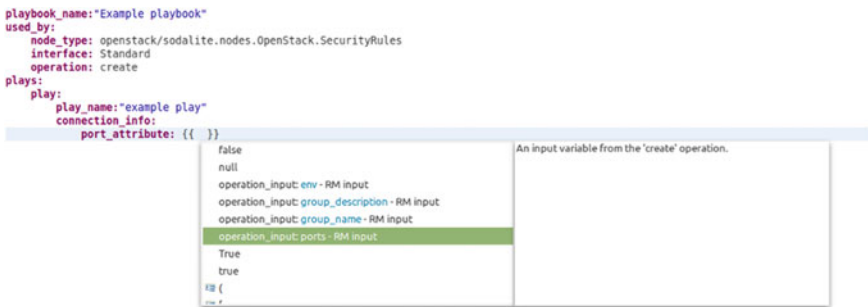 playbook_name:"Example playbook"
used_by:
node_type: openstack/sodalite.nodes.OpenStack.SecurityRules
interface: Standard
operation: create
plays:
play:
play_name:"example play"
connection_info:
port_attribute: {{ }}
false
An input variable from the 'create' operation.
null
operation_input: env - RM input
operation_input: group_description - RM input
operation_input: group_name - RM input
operation_input: ports - RM input
True
true
{